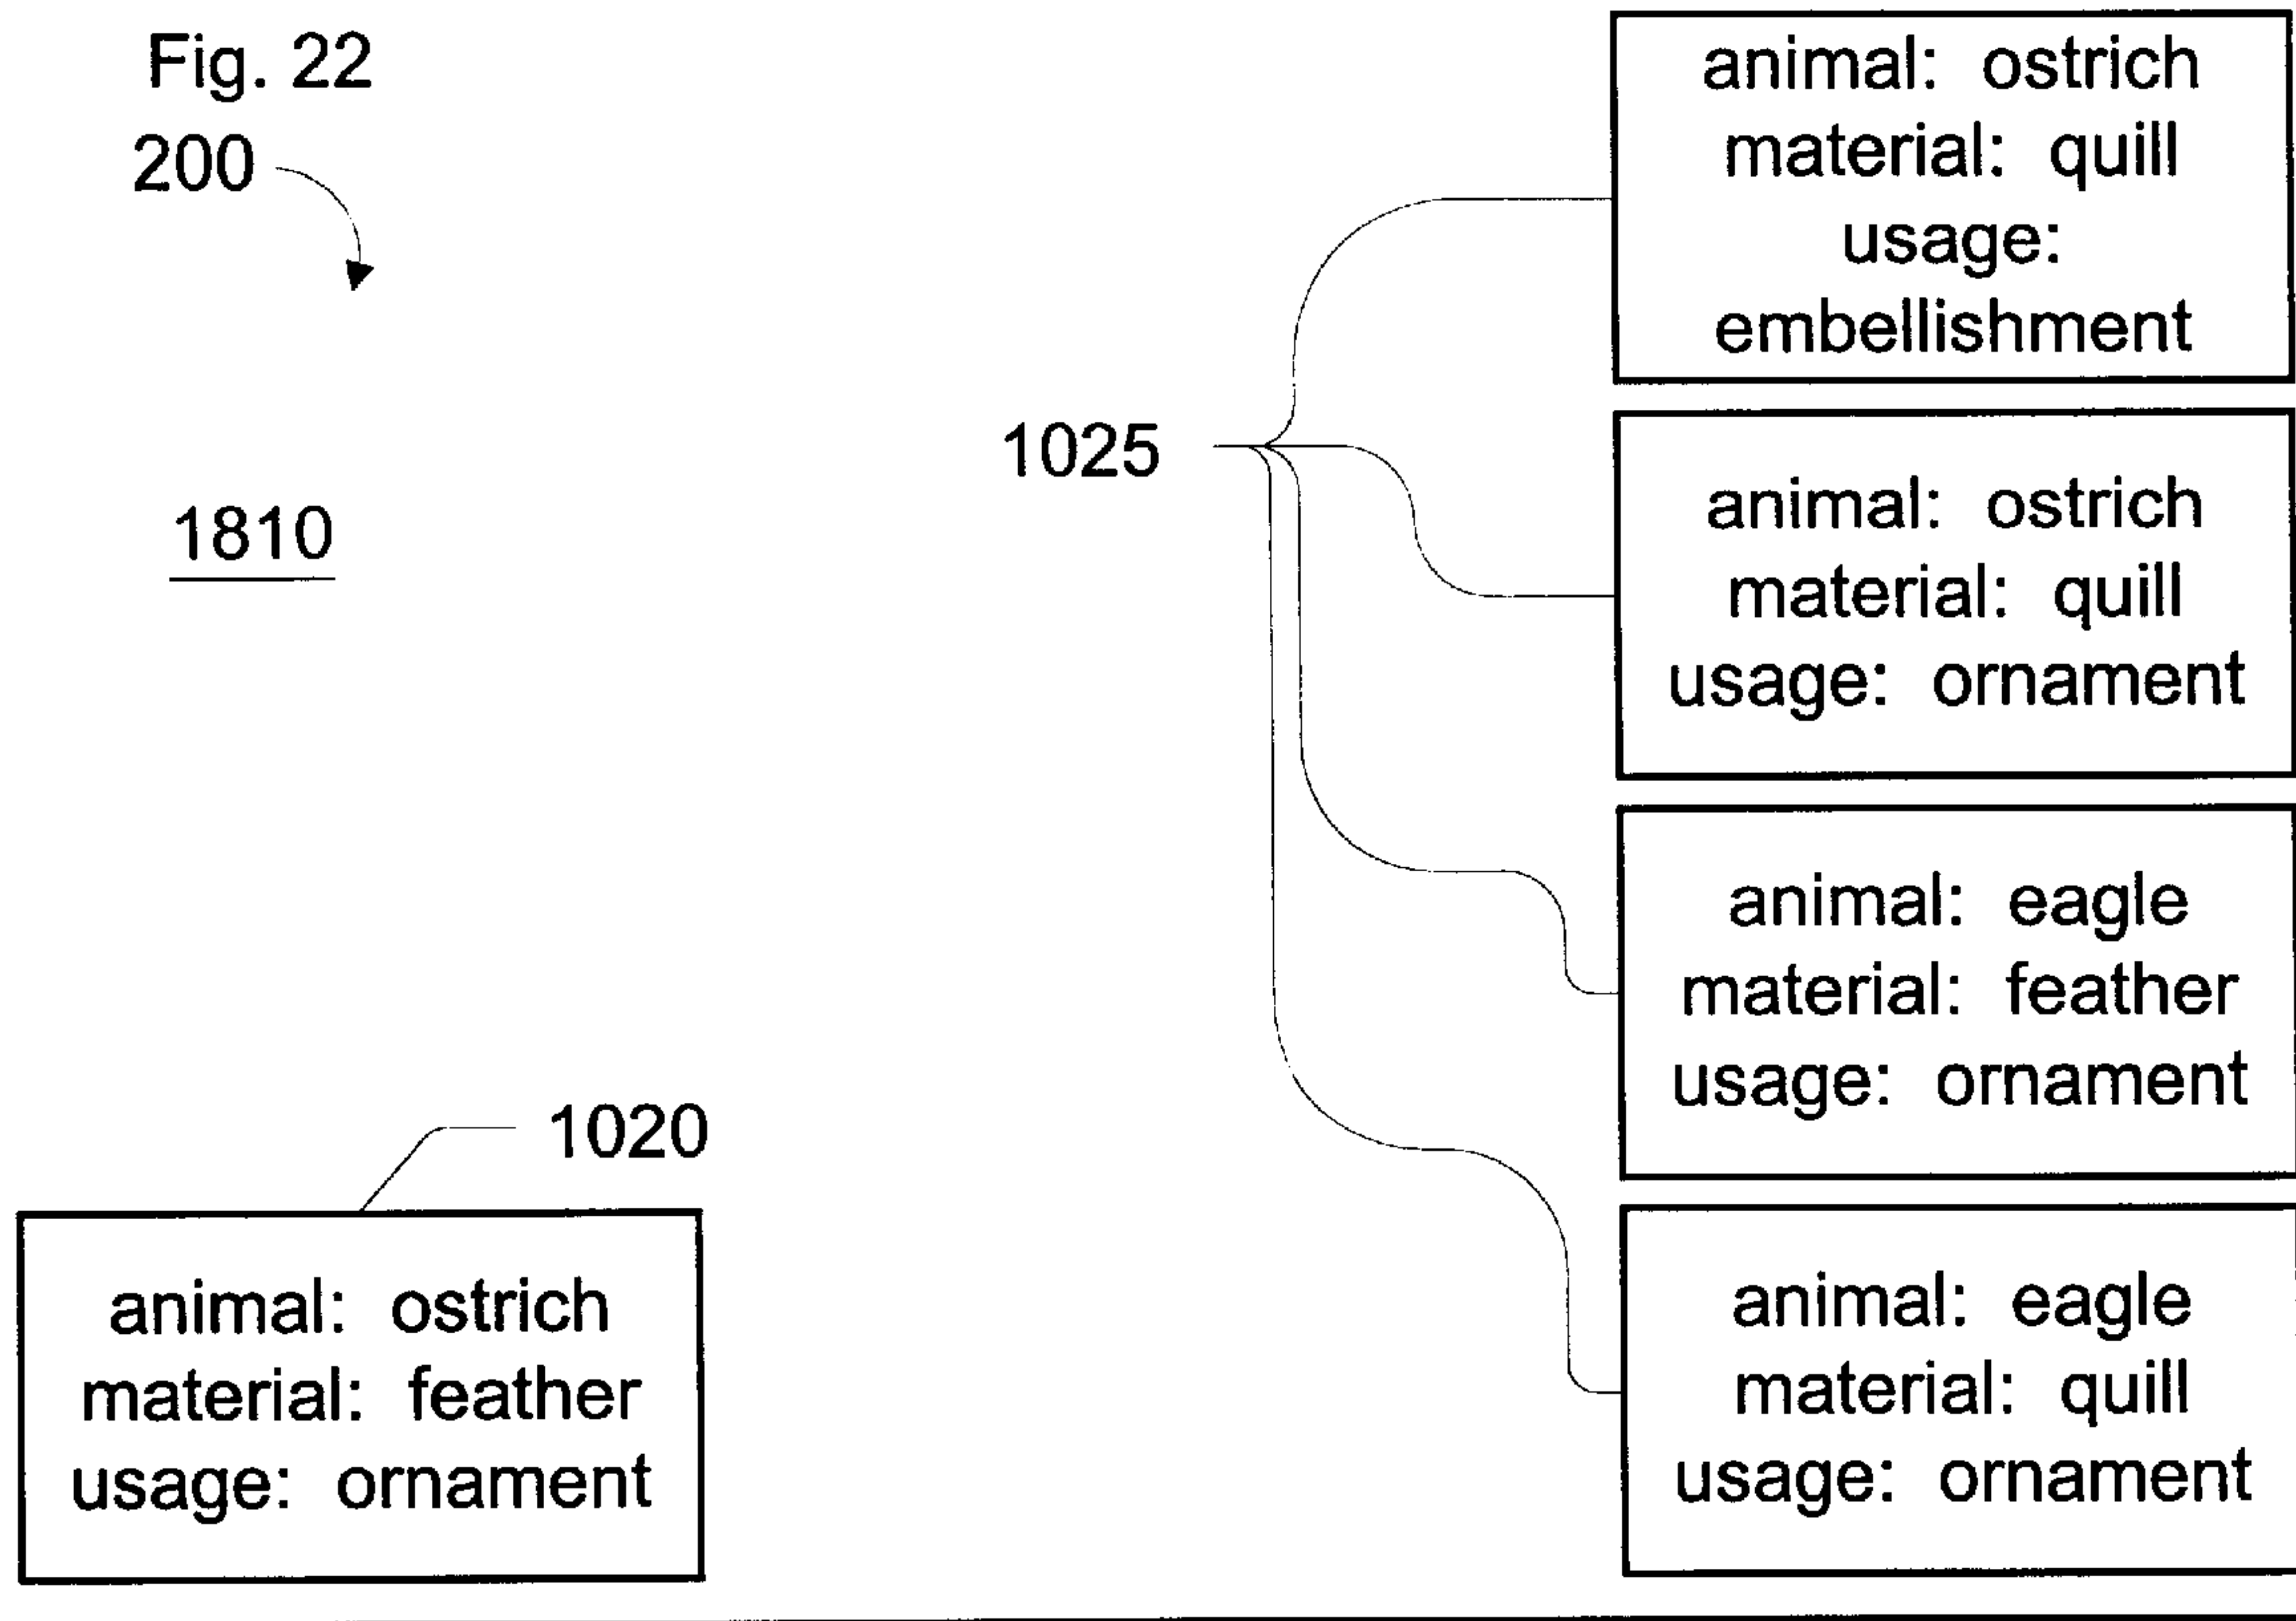 Fig. 22
200
1810
1025
animal: ostrich
material: quill
usage:
embellishment
animal: ostrich
material: quill
usage: ornament
animal: eagle
material: feather
usage: ornament
animal: eagle
material: quill
usage: ornament
1020
animal: ostrich
material: feather
usage: ornament